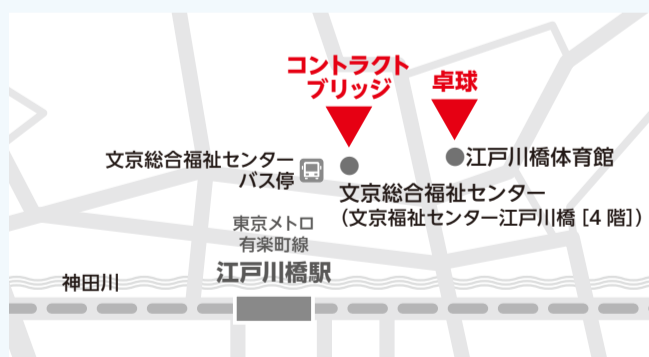 コントラクト
ブリッジ
卓球
文京総合福祉センター
バス停
江戸川橋体育館
文京総合福祉センター
（文京福祉センター江戸川橋［4 階］）
東京メトロ
有楽町線
江戸川橋駅
神田川